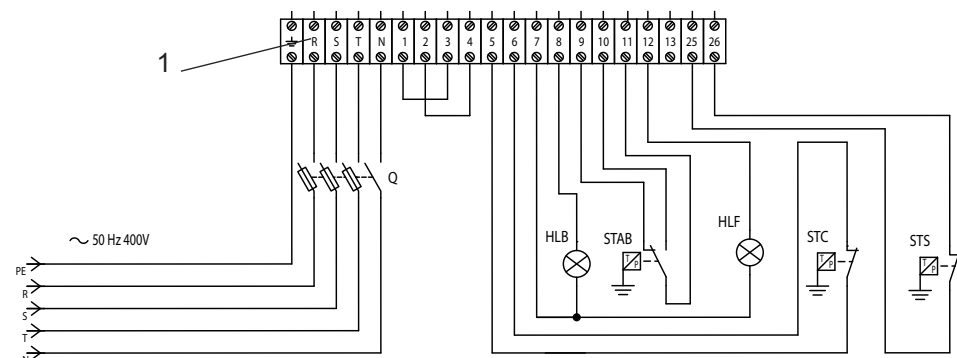 R S T N 1 2 3 4 5 6 7 8 9 10 11 12 13 25 26
1
Q
50 Hz 400V
HLB
STAB
HLF
STC
STS
T P
T P
T P
PE
R
S
T
N